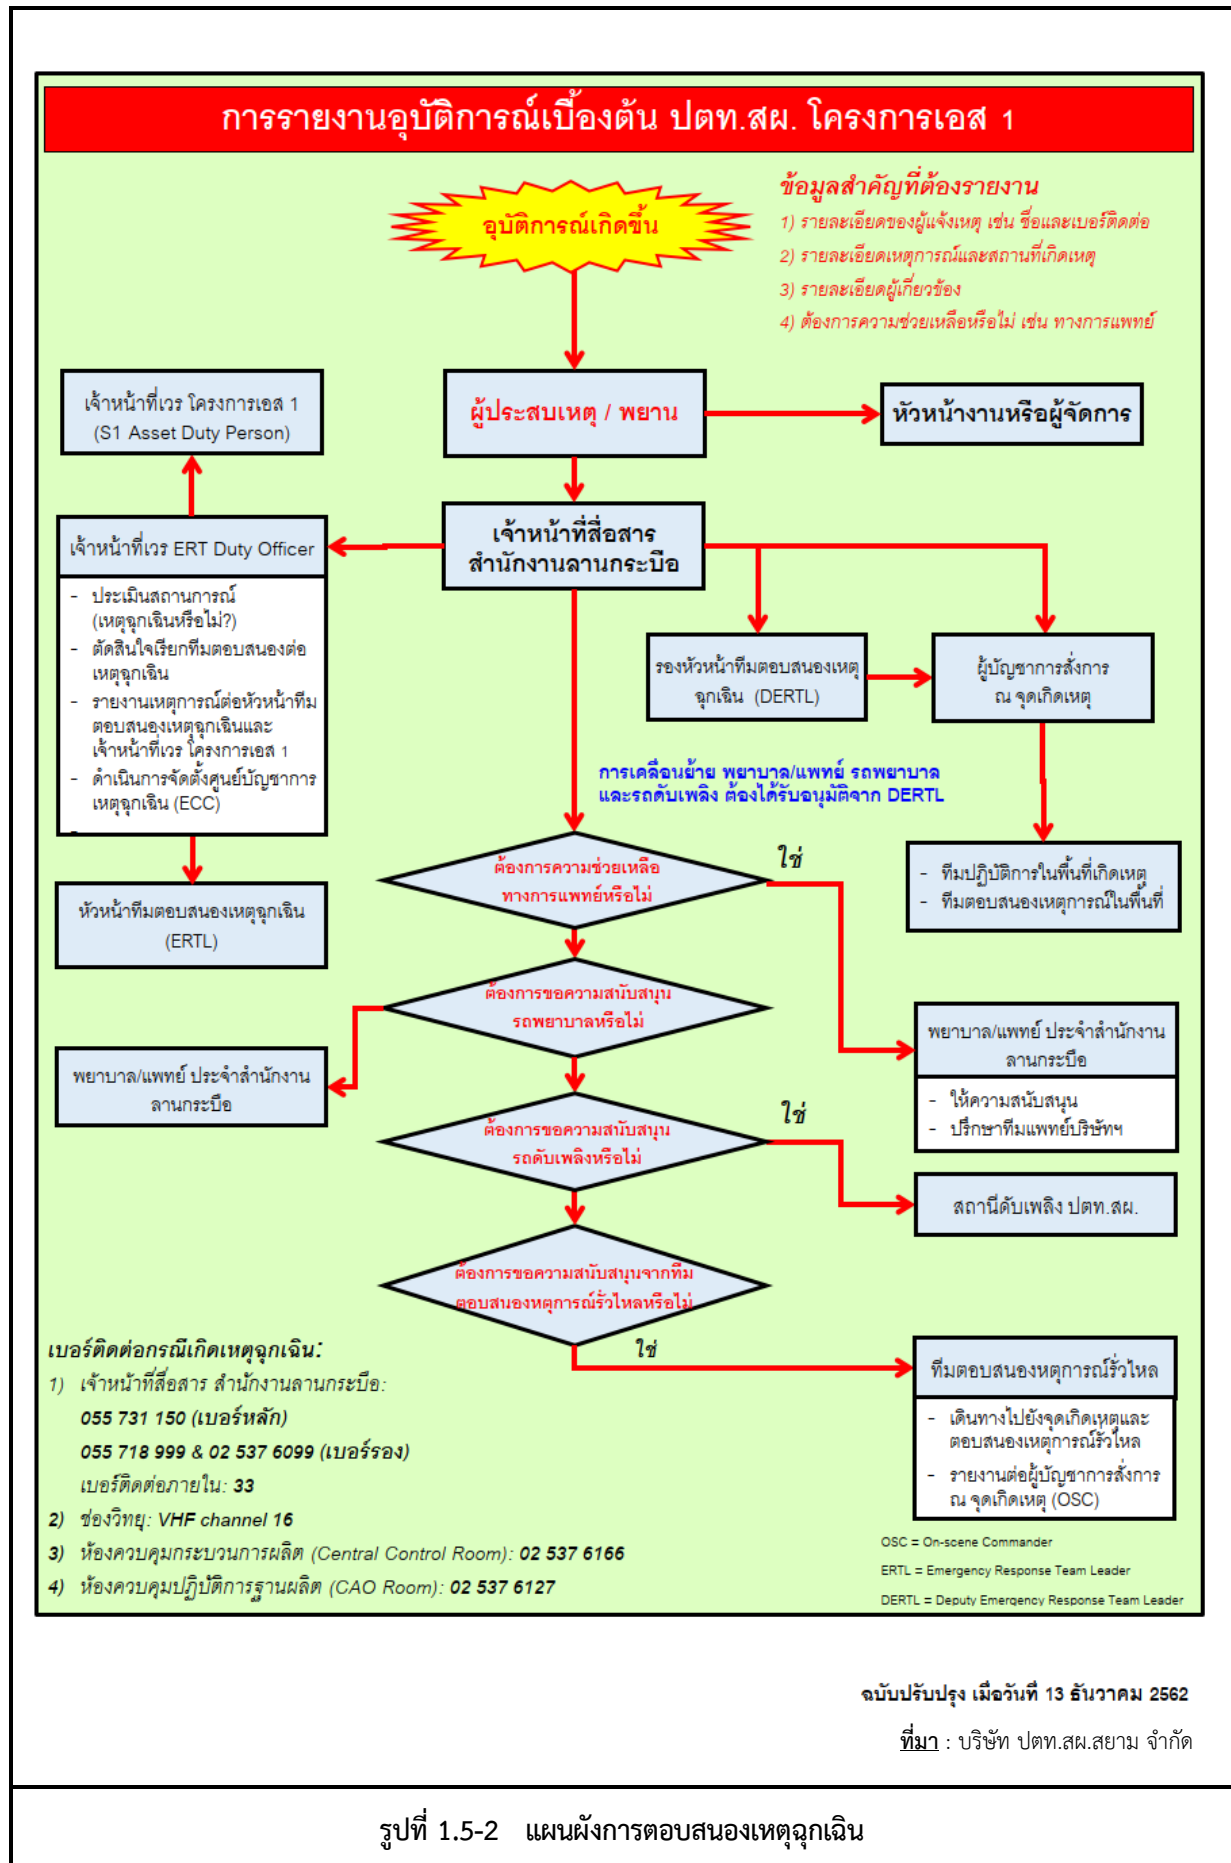 การรายงานอุบัติการณ์เบื้องต้น ปตท.สผ. โครงการเอส 1
อุบัติการณ์เกิดขึ้น
ข้อมูลสำคัญที่ต้องรายงาน
1) รายละเอียดของผู้แจ้งเหตุ เช่น ชื่อและเบอร์ติดต่อ
2) รายละเอียดเหตุการณ์และสถานที่เกิดเหตุ
3) รายละเอียดผู้เกี่ยวข้อง
4) ต้องการความช่วยเหลือหรือไม่ เช่น ทางการแพทย์
เจ้าหน้าที่เวร โครงการเอส 1
(S1 Asset Duty Person)
ผู้ประสบเหตุ / พยาน
หัวหน้างานหรือผู้จัดการ
เจ้าหน้าที่เวร ERT Duty Officer
- ประเมินสถานการณ์
(เหตุฉุกเฉินหรือไม่?)
- ตัดสินใจเรียกทีมตอบสนองต่อ
เหตุฉุกเฉิน
- รายงานเหตุการณ์ต่อหัวหน้าทีม
ตอบสนองเหตุฉุกเฉินและ
เจ้าหน้าที่เวร โครงการเอส 1
- ดำเนินการจัดตั้งศูนย์บัญชาการ
เหตุฉุกเฉิน (ECC)
-
เจ้าหน้าที่สื่อสาร
สำนักงานลานกระบือ
รองหัวหน้าทีมตอบสนองเหตุ
ฉุกเฉิน (DERTL)
ผู้บัญชาการสั่งการ
ณ จุดเกิดเหตุ
การเคลื่อนย้าย พยาบาล/แพทย์ รถพยาบาล
และรถดับเพลิง ต้องได้รับอนุมัติจาก DERTL
ต้องการความช่วยเหลือ
ทางการแพทย์หรือไม่
ใช่
- ทีมปฏิบัติการในพื้นที่เกิดเหตุ
- ทีมตอบสนองเหตุการณ์ในพื้นที่
หัวหน้าทีมตอบสนองเหตุฉุกเฉิน
(ERTL)
ต้องการขอความสนับสนุน
รถพยาบาลหรือไม่
พยาบาล/แพทย์ ประจำสำนักงาน
ลานกระบือ
- ให้ความสนับสนุน
- ปรึกษาทีมแพทย์บริษัทฯ
พยาบาล/แพทย์ ประจำสำนักงาน
ลานกระบือ
ต้องการขอความสนับสนุน
รถดับเพลิงหรือไม่
ใช่
สถานีดับเพลิง ปตท.สผ.
ต้องการขอความสนับสนุนจากทีม
ตอบสนองหตุการณ์รั่วไหลหรือไม่
ใช่
ทีมตอบสนองหตุการณ์รั่วไหล
- เดินทางไปยังจุดเกิดเหตุและ
ตอบสนองเหตุการณ์รั่วไหล
- รายงานต่อผู้บัญชาการสั่งการ
ณ จุดเกิดเหตุ (OSC)
เบอร์ติดต่อกรณีเกิดเหตุฉุกเฉิน:
1) เจ้าหน้าที่สื่อสาร สำนักงานลานกระบือ:
055 731 150 (เบอร์หลัก)
055 718 999 & 02 537 6099 (เบอร์รอง)
เบอร์ติดต่อภายใน: 33
2) ช่องวิทยุ: VHF channel 16
3) ห้องควบคุมกระบวนการผลิต (Central Control Room): 02 537 6166
4) ห้องควบคุมปฏิบัติการฐานผลิต (CAO Room): 02 537 6127
OSC = On-scene Commander
ERTL = Emergency Response Team Leader
DERTL = Deputy Emergency Response Team Leader
ฉบับปรับปรุง เมื่อวันที่ 13 ธันวาคม 2562
ที่มา : บริษัท ปตท.สผ.สยาม จำกัด
รูปที่ 1.5-2 แผนผังการตอบสนองเหตุฉุกเฉิน